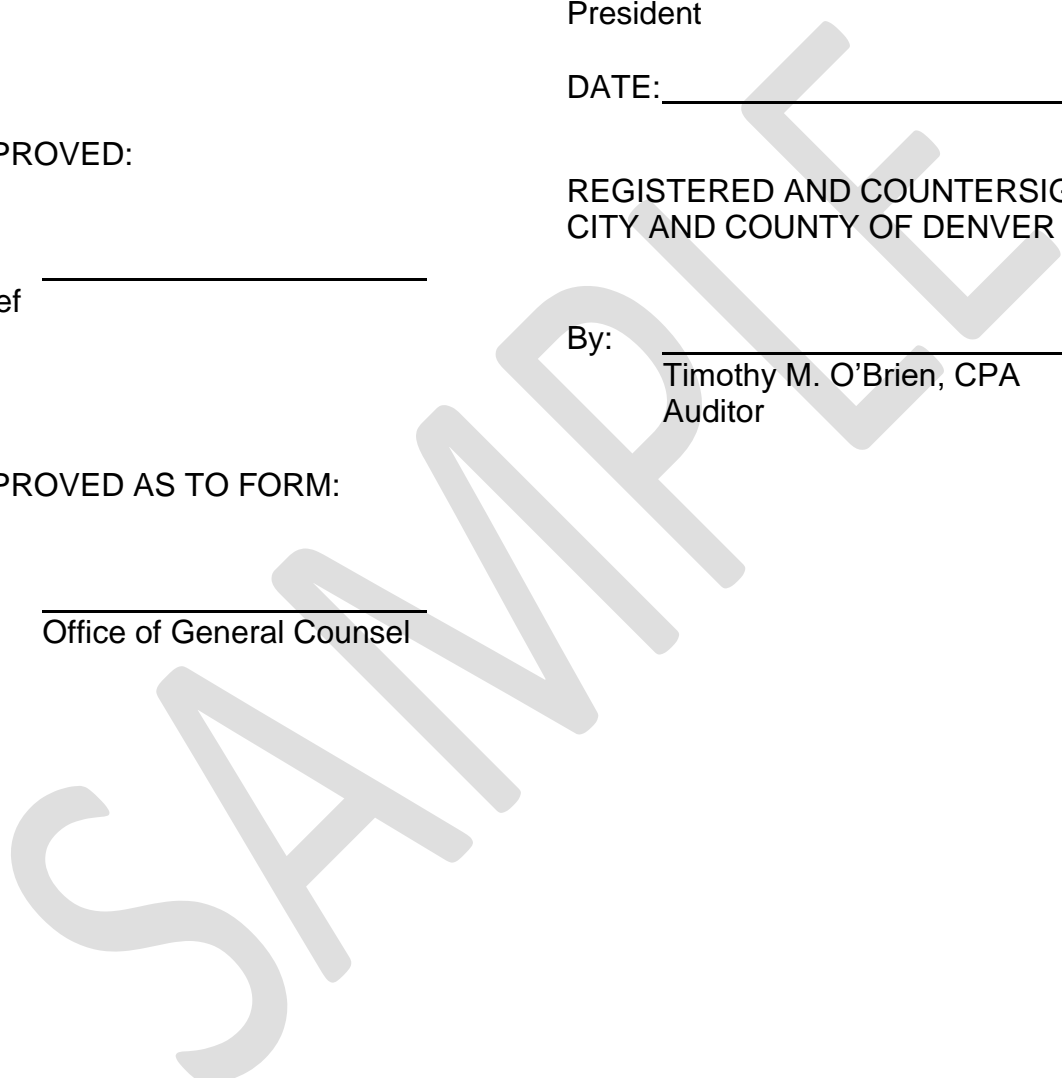 PROVED:
ef
PROVED AS TO FORM:
Office of General Counsel
President
DATE:
REGISTERED AND COUNTERSIG
CITY AND COUNTY OF DENVER
By:
Timothy M. O’Brien, CPA
Auditor
SAMPLE